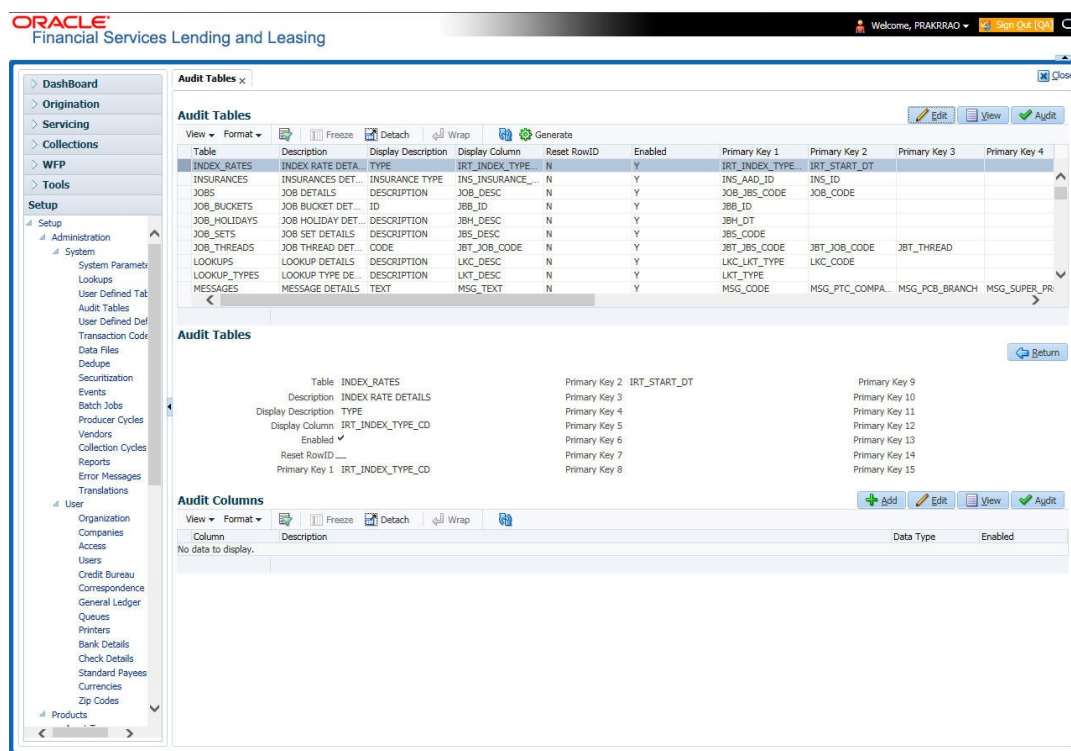 ORACLE
Financial Services Lending and Leasing
Welcome, PRAKRRAO
Sign Out [QA]
DashBoard
Origination
Servicing
Collections
WFP
Tools
Setup
Setup
Administration
System
System Paramete
Lookups
User Defined Tab
Audit Tables
User Defined Def
Transaction Code
Data Files
Dedupe
Securitization
Events
Batch Jobs
Producer Cycles
Vendors
Collection Cycles
Reports
Error Messages
Translations
User
Organization
Companies
Access
Users
Credit Bureau
Correspondence
General Ledger
Queues
Printers
Bank Details
Check Details
Standard Payees
Currencies
Zip Codes
Products
Audit Tables
Close
Audit Tables
Edit View Audit
View Format Freeze Detach Wrap Generate
Table Description Display Description Display Column Reset RowID Enabled Primary Key 1 Primary Key 2 Primary Key 3 Primary Key 4
INDEX_RATES INDEX RATE DETA... TYPE IRT_INDEX_TYPE... N Y IRT_INDEX_TYPE... IRT_START_DT
INSURANCES INSURANCES DET... INSURANCE TYPE INS_INSURANCE_... N Y INS_AAD_ID INS_ID
JOBS JOB DETAILS DESCRIPTION JOB_DESC N Y JOB_JBS_CODE JOB_CODE
JOB_BUCKETS JOB BUCKET DET... ID JBB_ID N Y JBB_ID
JOB_HOLIDAYS JOB HOLIDAY DET... DESCRIPTION JBH_DESC N Y JBH_DT
JOB_SETS JOB SET DETAILS DESCRIPTION JBS_DESC N Y JBS_CODE
JOB_THREADS JOB THREAD DET... CODE JBT_JOB_CODE N Y JBT_JBS_CODE JBT_JOB_CODE JBT_THREAD
LOOKUPS LOOKUP DETAILS DESCRIPTION LKC_DESC N Y LKC_LKT_TYPE LKC_CODE
LOOKUP_TYPES LOOKUP TYPE DE... DESCRIPTION LKT_DESC N Y LKT_TYPE
MESSAGES MESSAGE DETAILS TEXT MSG_TEXT N Y MSG_CODE MSG_PTC_COMPA... MSG_PCB_BRANCH MSG_SUPER_PR
Audit Tables
Return
Table INDEX_RATES Primary Key 2 IRT_START_DT Primary Key 9
Description INDEX RATE DETAILS Primary Key 3 Primary Key 10
Display Description TYPE Primary Key 4 Primary Key 11
Display Column IRT_INDEX_TYPE_CD Primary Key 5 Primary Key 12
Enabled Primary Key 6 Primary Key 13
Reset RowID Primary Key 7 Primary Key 14
Primary Key 1 IRT_INDEX_TYPE_CD Primary Key 8 Primary Key 15
Audit Columns
Add Edit View Audit
View Format Freeze Detach Wrap
Column Description Data Type Enabled
No data to display.